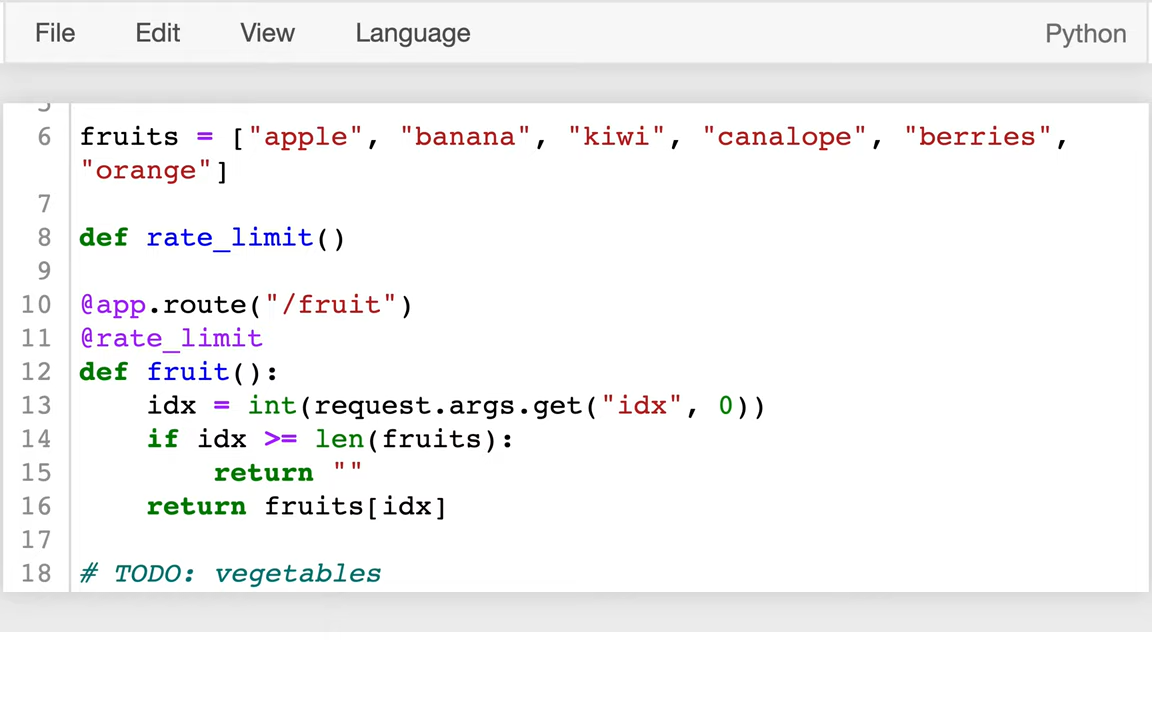 File Edit View Language Python
5
6 fruits = ["apple", "banana", "kiwi", "canalope", "berries",
"orange"]
7
8 def rate_limit()
9
10 @app.route("/fruit")
11 @rate_limit
12 def fruit():
13     idx = int(request.args.get("idx", 0))
14     if idx >= len(fruits):
15         return ""
16     return fruits[idx]
17
18 # TODO: vegetables